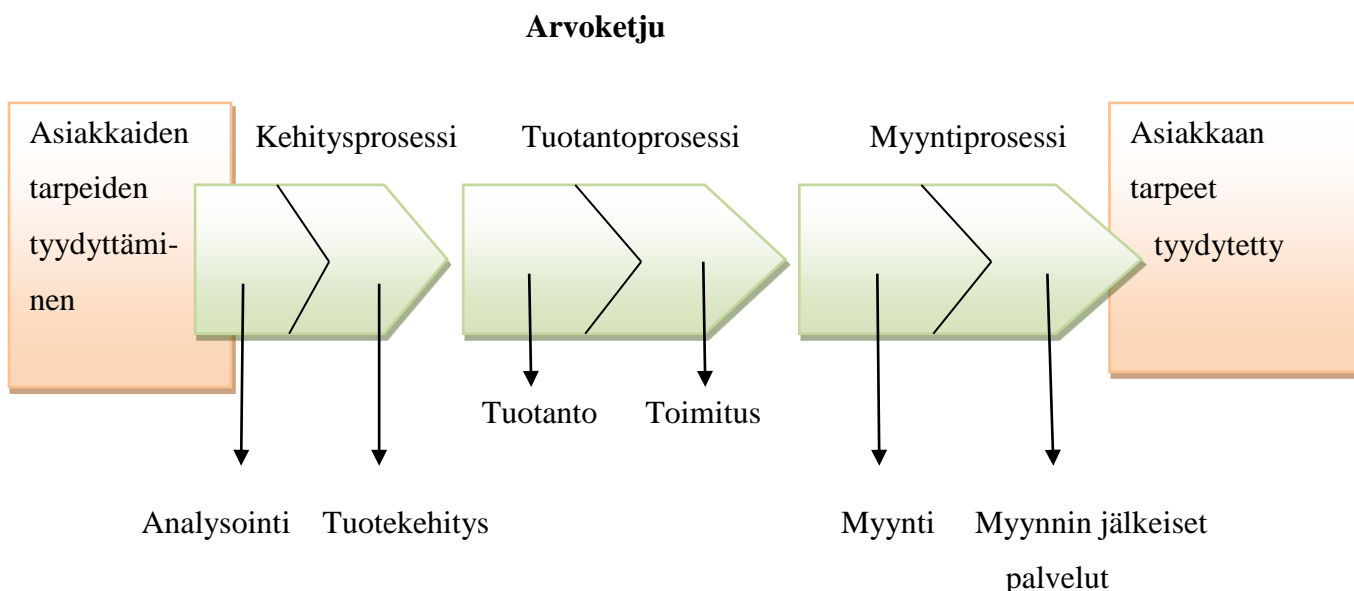 Arvoketju
Asiakkaiden
tarpeiden
tyydyttämi-
nen
Kehitysprosessi
Tuotantoprosessi
Myyntiprosessi
Asiakkaan
tarpeet
tyydytetty
Tuotanto
Toimitus
Analysointi
Tuotekehitys
Myynti
Myynnin jälkeiset
palvelut